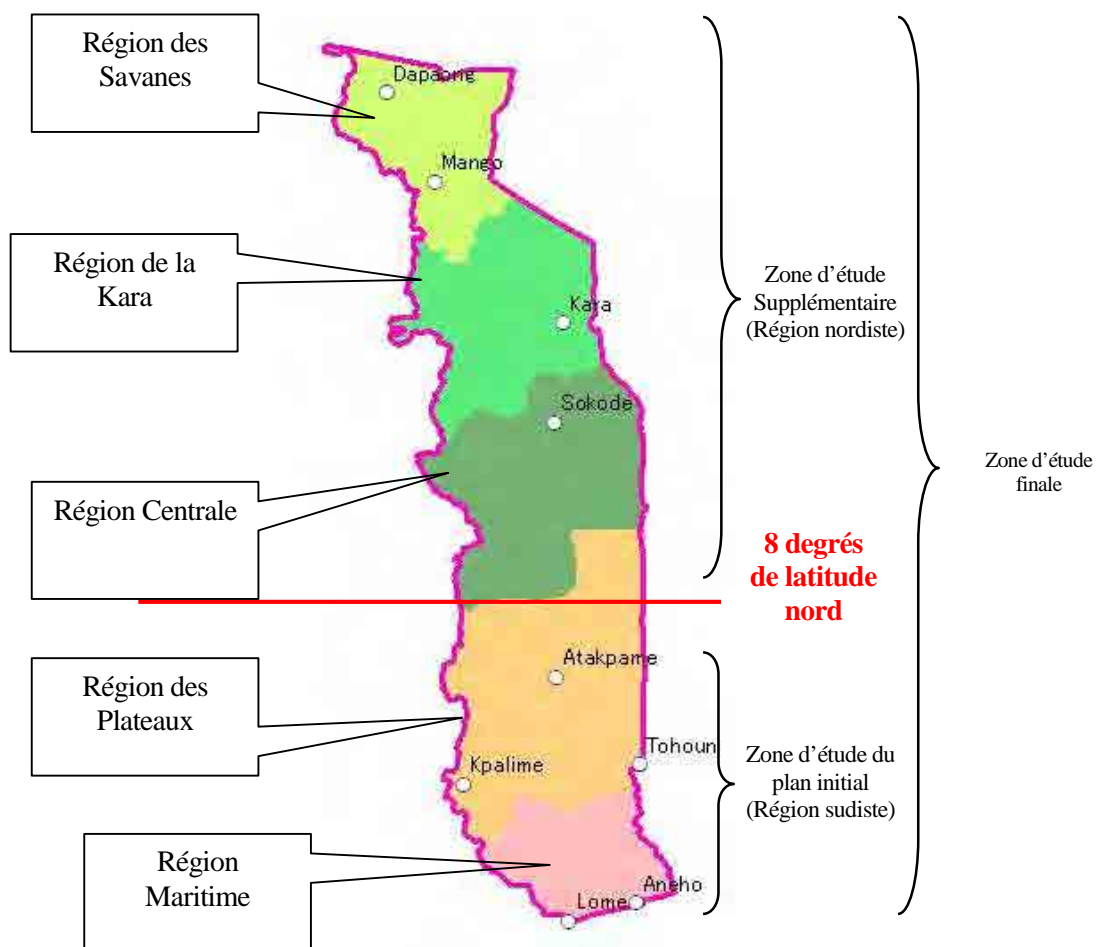 Région des
Savanes
Dapaong
Mango
Région de la
Kara
Kara
Zone d'étude
Supplémentaire
(Région nordiste)
Sokode
Zone d'étude
finale
Région Centrale
8 degrés
de latitude
nord
Atakpame
Région des
Plateaux
Tohoun
Kpalime
Zone d'étude du
plan initial
(Région sudiste)
Région
Maritime
Aneho
Lome